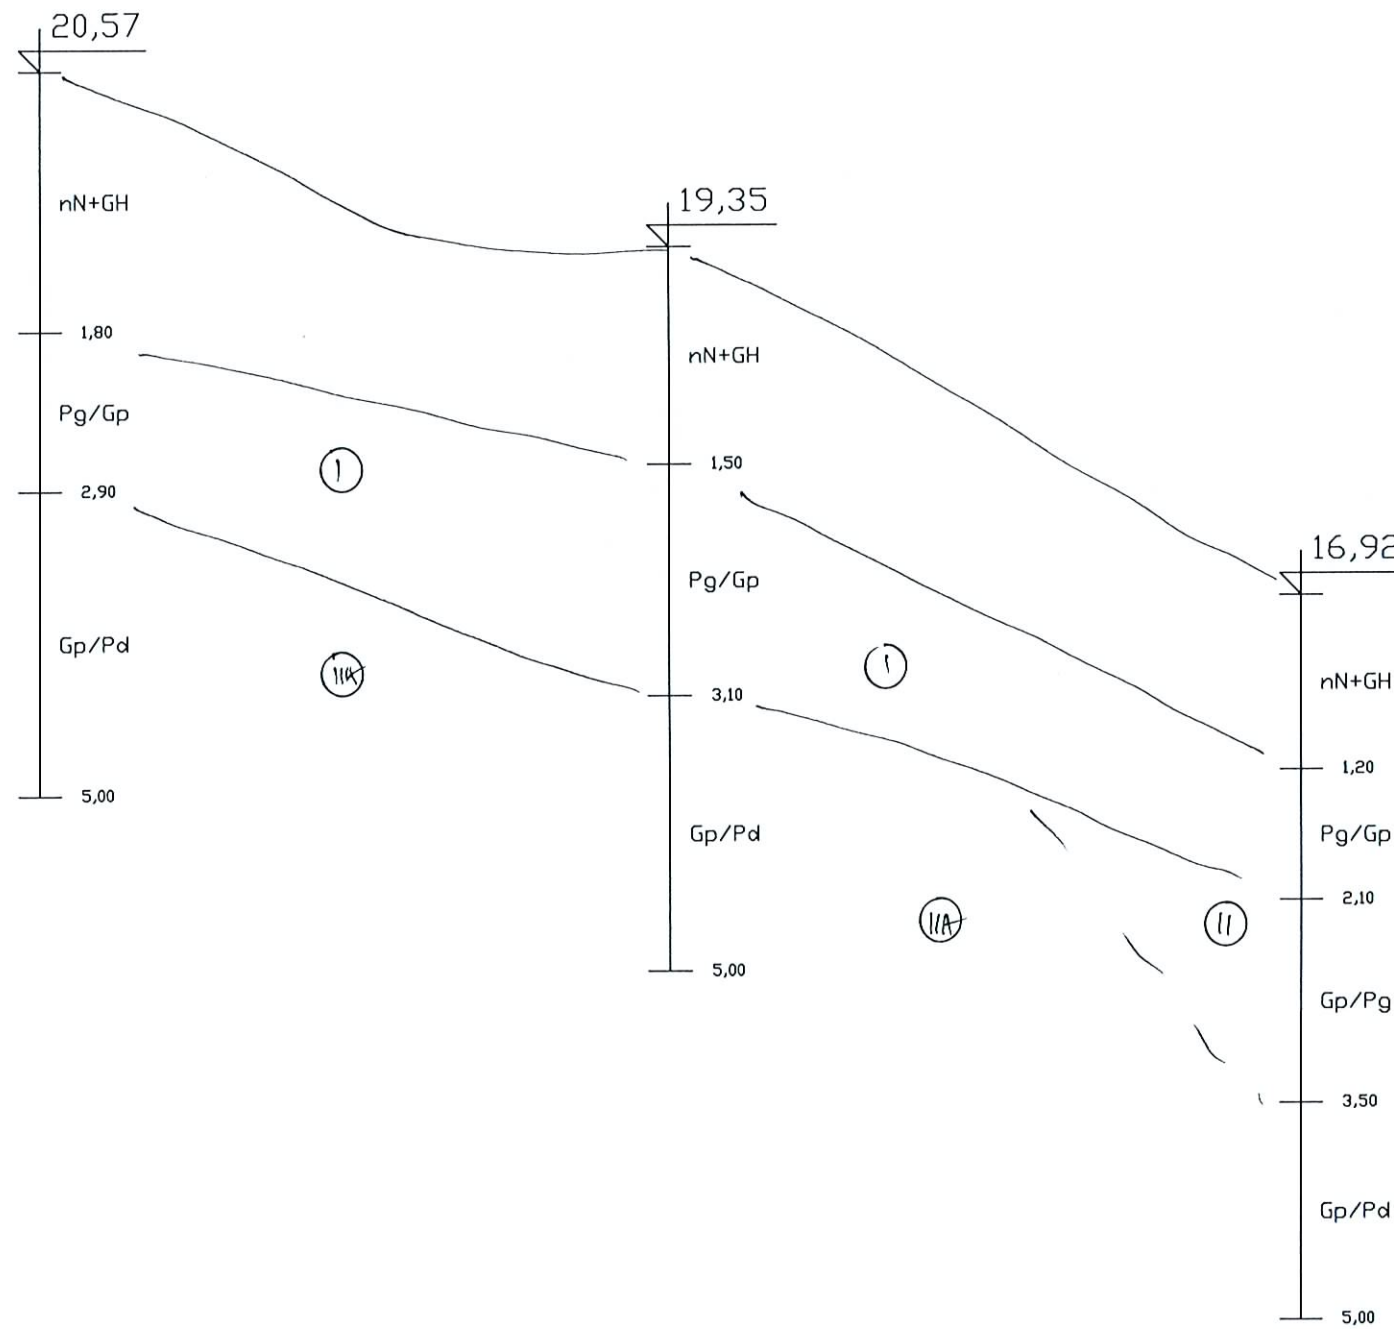 20,57
nN+GH
1,80
Pg/Gp
2,90
Gp/Pd
5,00
I
IIA
19,35
nN+GH
1,50
Pg/Gp
3,10
Gp/Pd
5,00
I
IIA
II
16,92
nN+GH
1,20
Pg/Gp
2,10
Gp/Pg
3,50
Gp/Pd
5,00